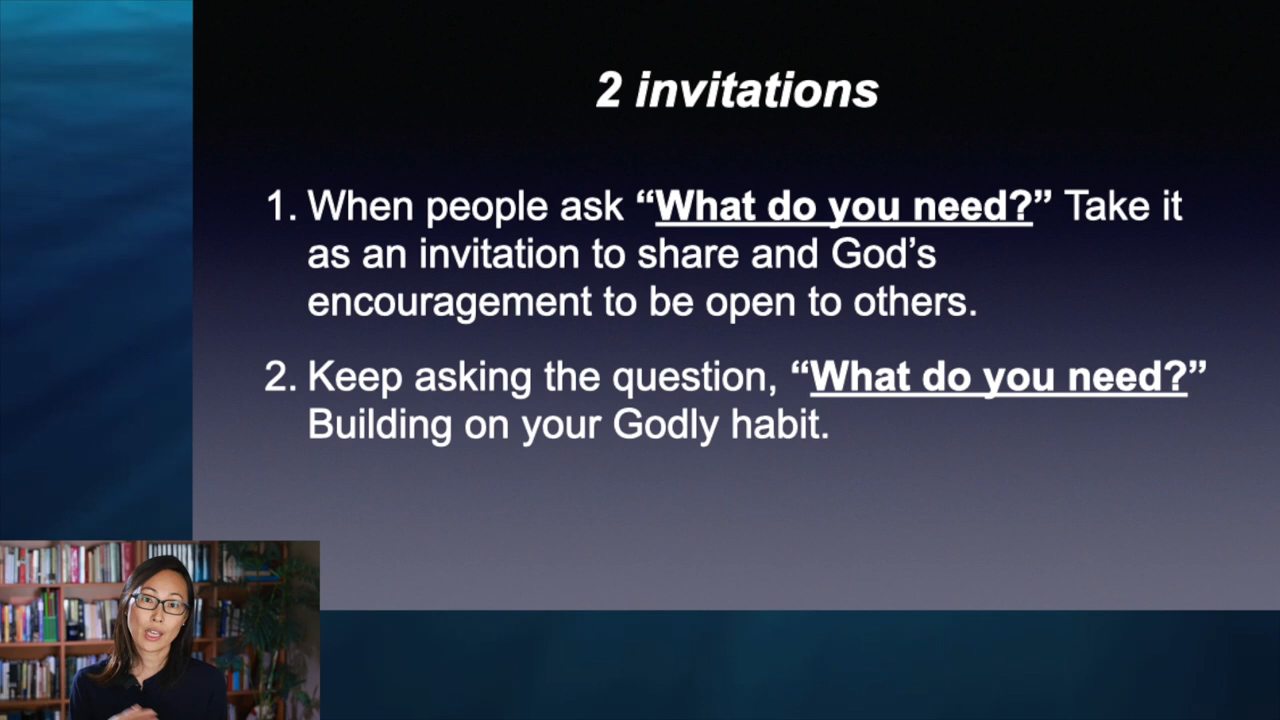 2 invitations
1. When people ask “What do you need?” Take it
as an invitation to share and God’s
encouragement to be open to others.
2. Keep asking the question, “What do you need?”
Building on your Godly habit.